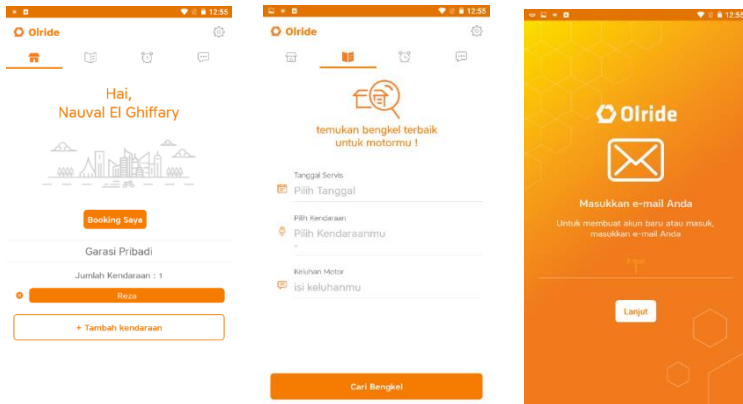 12:55
Olride
Hai,
Nauval El Ghiffary
Booking Saya
Garasi Pribadi
Jumlah Kendaraan : 1
Reza
+ Tambah kendaraan
12:55
Olride
temukan bengkel terbaik
untuk motormu !
Tanggal Servis
Pilih Tanggal
Pilih Kendaraan
Pilih Kendaraanmu
Keluhan Motor
isi keluhanmu
Cari Bengkel
12:55
Olride
Masukkan e-mail Anda
Untuk membuat akun baru atau masuk,
masukkan e-mail Anda
Lanjut